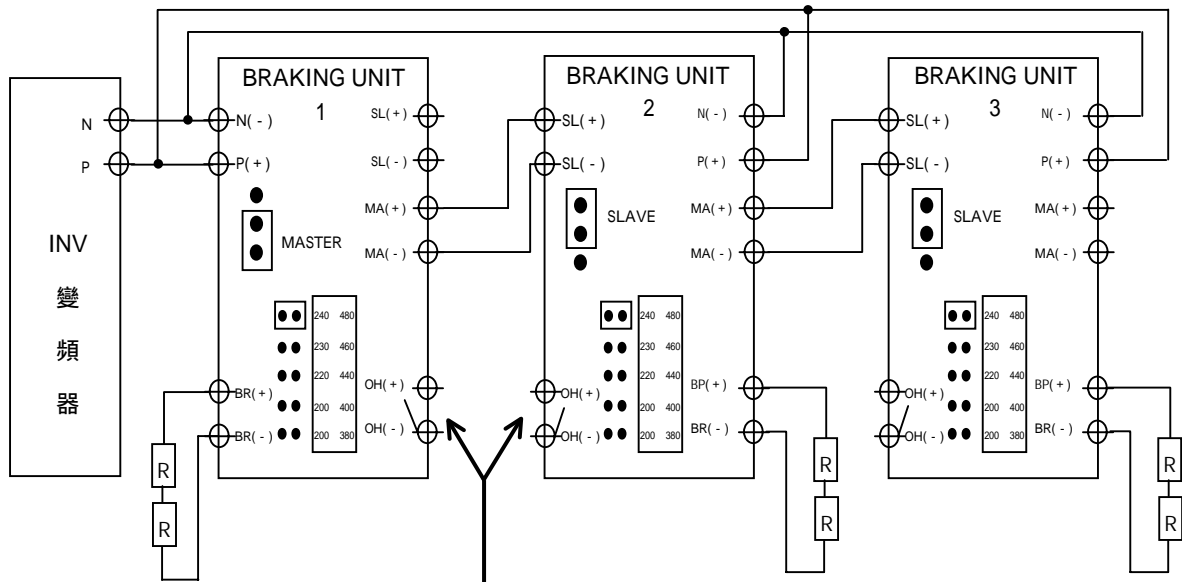 N
P
INV
變
頻
器
BRAKING UNIT
1
N(-)
P(+)
SL(+)
SL(-)
MA(+)
MA(-)
MASTER
240 480
230 460
220 440
200 400
200 380
BR(+)
BR(-)
OH(+)
OH(-)
R
R
BRAKING UNIT
2
SL(+)
SL(-)
N(-)
P(+)
MA(+)
MA(-)
SLAVE
240 480
230 460
220 440
200 400
200 380
OH(+)
OH(-)
BP(+)
BR(-)
R
R
BRAKING UNIT
3
SL(+)
SL(-)
N(-)
P(+)
MA(+)
MA(-)
SLAVE
240 480
230 460
220 440
200 400
200 380
OH(+)
OH(-)
BP(+)
BR(-)
R
R